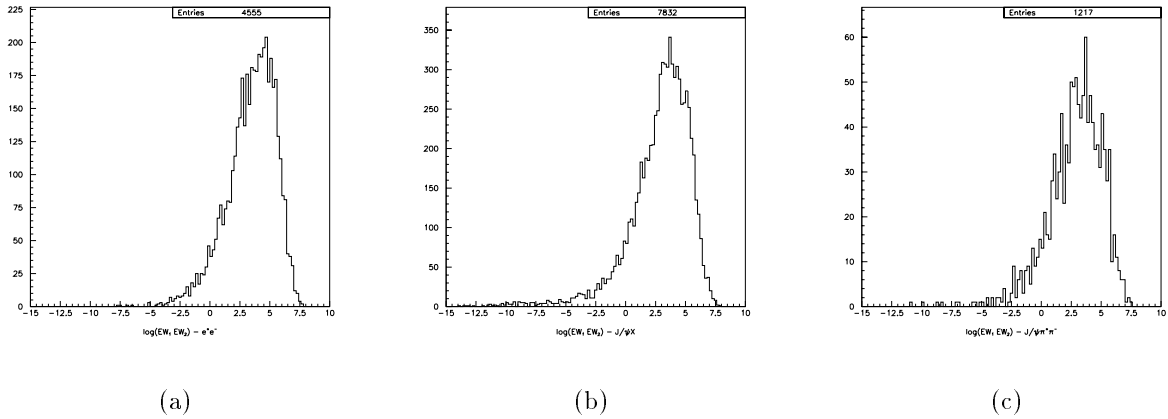 Entries 4555
225
200
175
150
125
100
75
50
25
0
-15 -12.5 -10 -7.5 -5 -2.5 0 2.5 5 7.5 10
log(EW₁ EW₂) - e⁺e⁻
(a)
Entries 7832
350
300
250
200
150
100
50
0
-15 -12.5 -10 -7.5 -5 -2.5 0 2.5 5 7.5 10
log(EW₁ EW₂) - J/ψX
(b)
Entries 1217
60
50
40
30
20
10
0
-15 -12.5 -10 -7.5 -5 -2.5 0 2.5 5 7.5 10
log(EW₁ EW₂) - J/ψπ⁺π⁻
(c)